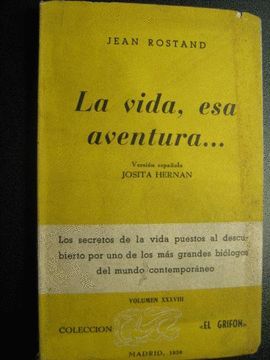 JEAN ROSTAND
La vida, esa
aventura...
Versión española
JOSITA HERNAN
Los secretos de la vida puestos al descu-
bierto por uno de los más grandes biólogos
del mundo contemporáneo
VOLUMEN XXXVIII
COLECCION «EL GRIFON»
MADRID,